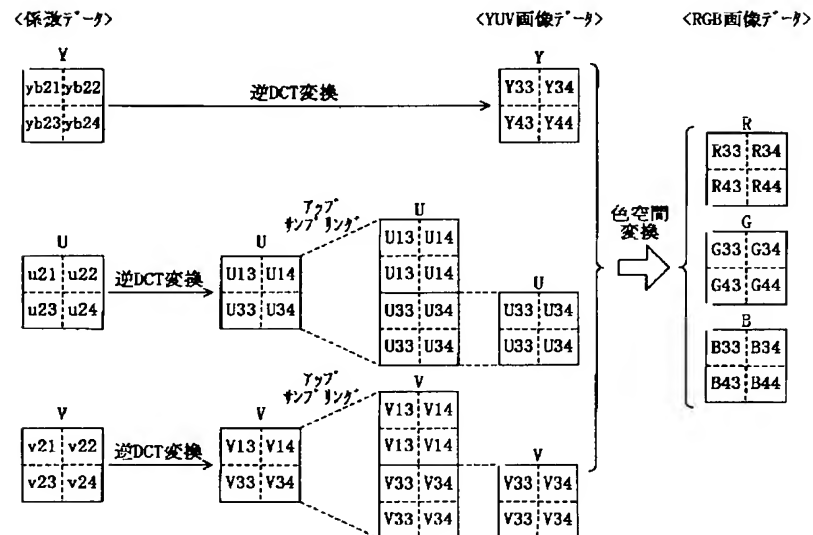 <係数データ>
<YUV画像データ>
<RGB画像データ>
Y
yb21 yb22
yb23 yb24
逆DCT変換
Y
Y33 Y34
Y43 Y44
R
R33 R34
R43 R44
G
G33 G34
G43 G44
B
B33 B34
B43 B44
色空間
変換
U
u21 u22
u23 u24
逆DCT変換
U
U13 U14
U33 U34
アップ
サンプリング
U
U13 U14
U13 U14
U33 U34
U33 U34
U
U33 U34
U33 U34
V
v21 v22
v23 v24
逆DCT変換
V
V13 V14
V33 V34
アップ
サンプリング
V
V13 V14
V13 V14
V33 V34
V33 V34
V
V33 V34
V33 V34